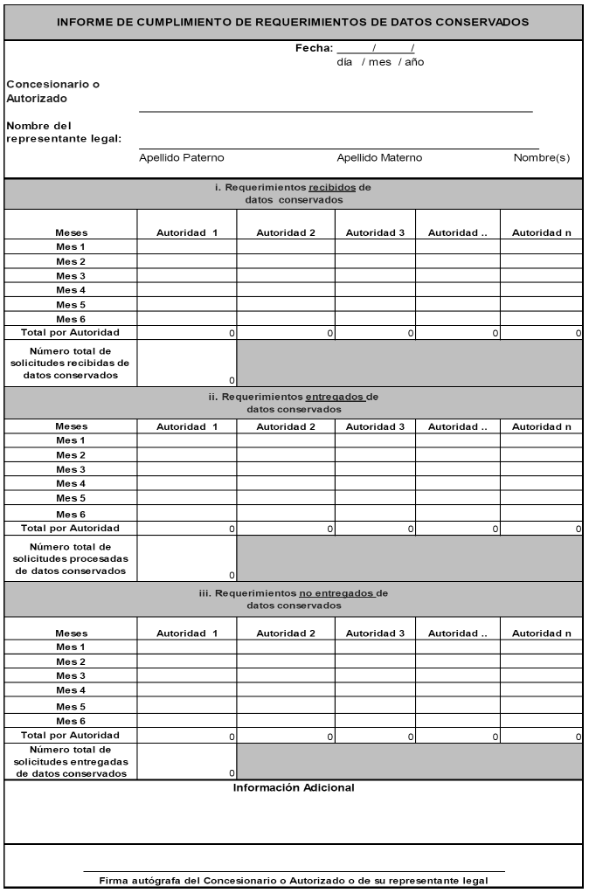 INFORME DE CUMPLIMIENTO DE REQUERIMIENTOS DE DATOS CONSERVADOS
Fecha: / /
día / mes / año
Concesionario o
Autorizado
Nombre del
representante legal:
Apellido Paterno Apellido Materno Nombre(s)
i. Requerimientos recibidos de
datos conservados
Meses Autoridad 1 Autoridad 2 Autoridad 3 Autoridad .. Autoridad n
Mes 1
Mes 2
Mes 3
Mes 4
Mes 5
Mes 6
Total por Autoridad 0 0 0 0 0
Número total de
solicitudes recibidas de
datos conservados 0
ii. Requerimientos entregados de
datos conservados
Meses Autoridad 1 Autoridad 2 Autoridad 3 Autoridad .. Autoridad n
Mes 1
Mes 2
Mes 3
Mes 4
Mes 5
Mes 6
Total por Autoridad 0 0 0 0 0
Número total de
solicitudes procesadas
de datos conservados 0
iii. Requerimientos no entregados de
datos conservados
Meses Autoridad 1 Autoridad 2 Autoridad 3 Autoridad .. Autoridad n
Mes 1
Mes 2
Mes 3
Mes 4
Mes 5
Mes 6
Total por Autoridad 0 0 0 0 0
Número total de
solicitudes entregadas
de datos conservados 0
Información Adicional
Firma autógrafa del Concesionario o Autorizado o de su representante legal